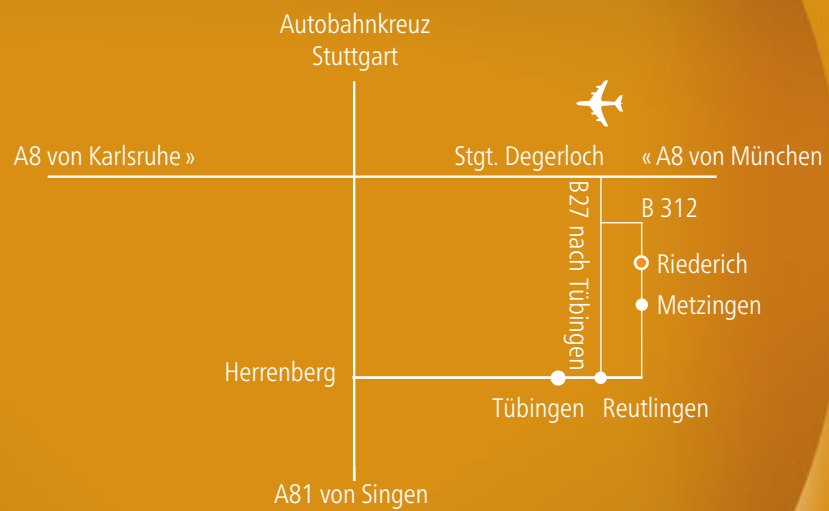 Autobahnkreuz
Stuttgart
A8 von Karlsruhe »
Stgt. Degerloch
« A8 von München
B27 nach Tübingen
B 312
Riederich
Metzingen
Herrenberg
Tübingen
Reutlingen
A81 von Singen